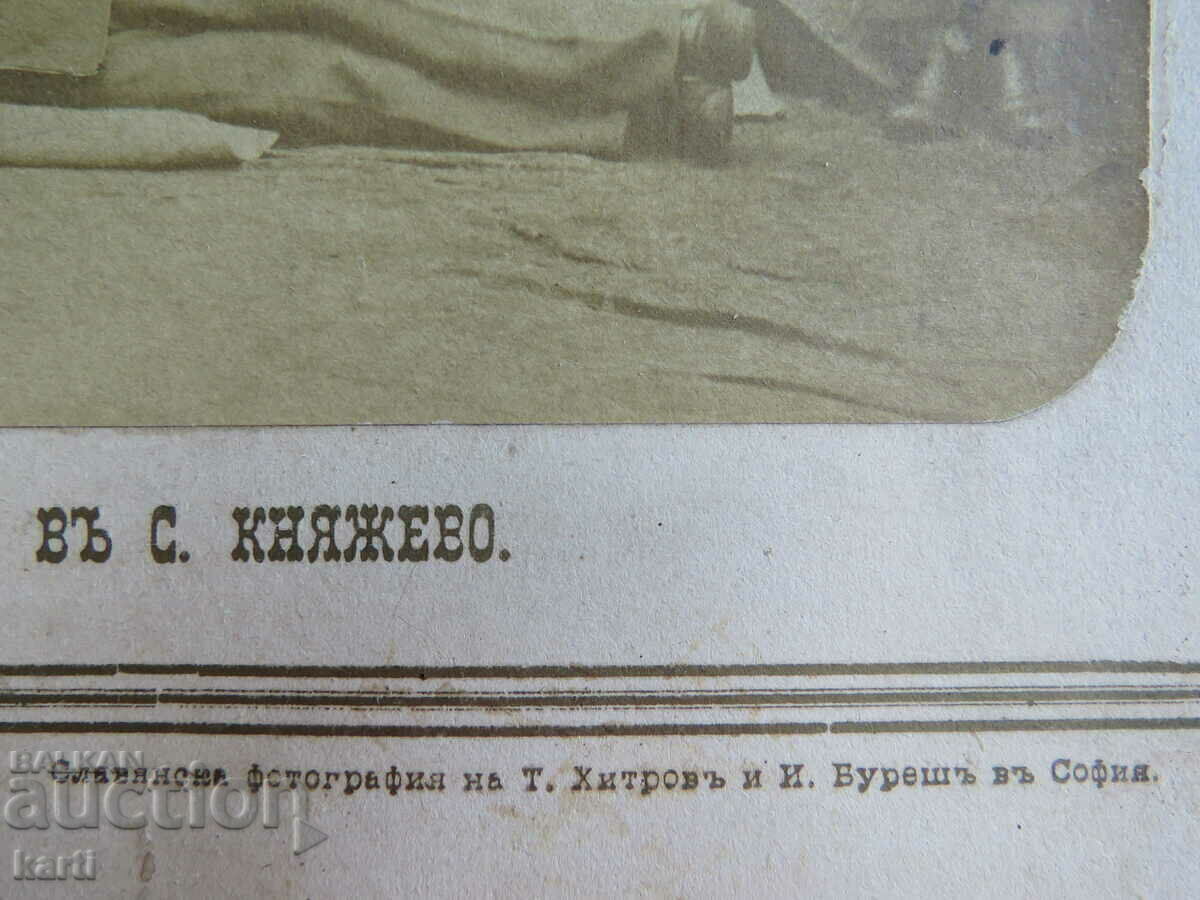 ВЪ С. КНЯЖЕВО.
Славянска фотография на Т. Хитровъ и И. Бурешъ въ София.
BALKAN
auction
karti